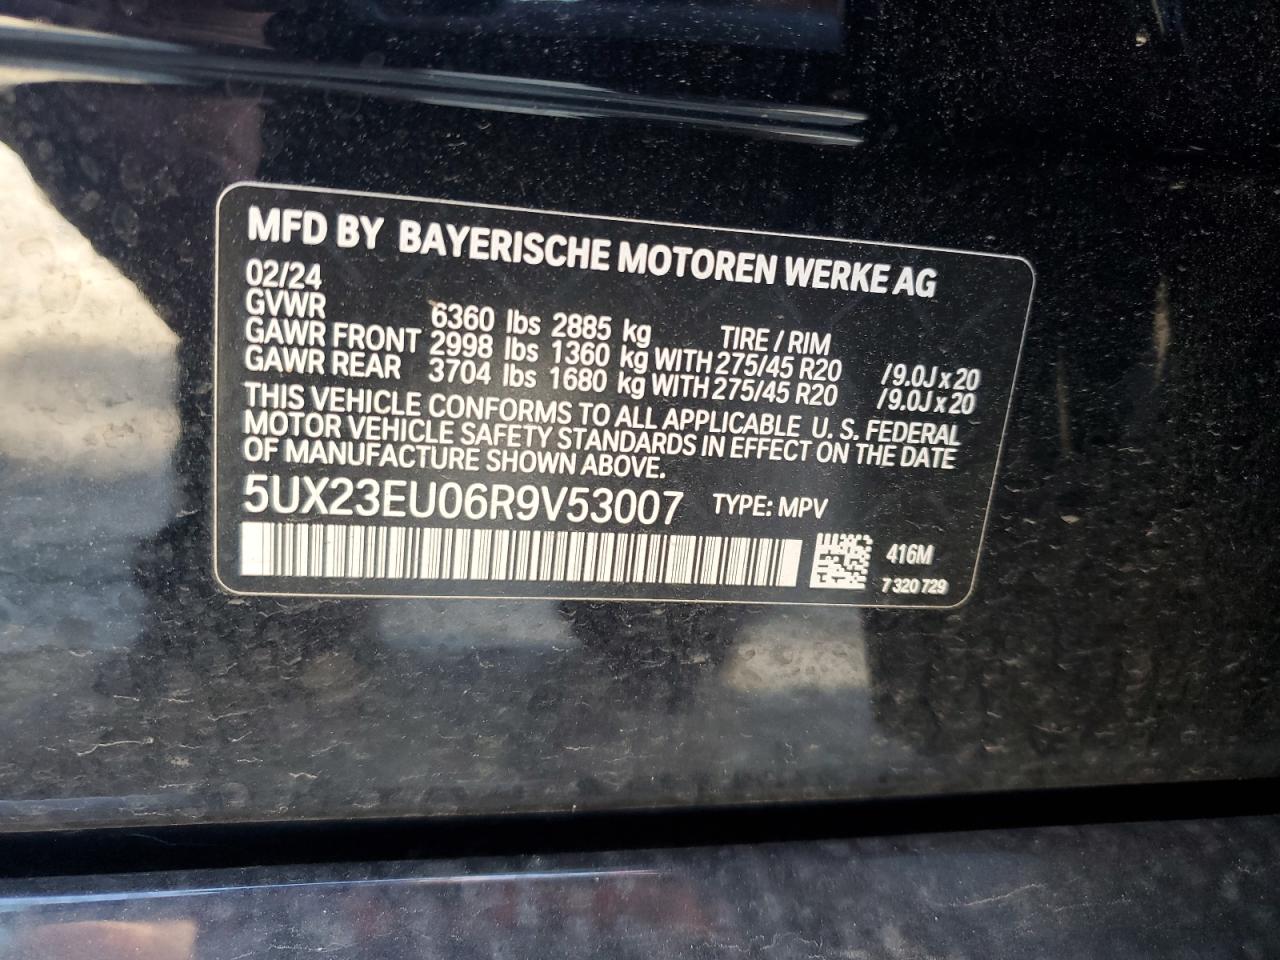 MFD BY BAYERISCHE MOTOREN WERKE AG
02/24
GVWR 6360 lbs 2885 kg TIRE / RIM
GAWR FRONT 2998 lbs 1360 kg WITH 275/45 R20 /9.0J x 20
GAWR REAR 3704 lbs 1680 kg WITH 275/45 R20 /9.0J x 20
THIS VEHICLE CONFORMS TO ALL APPLICABLE U. S. FEDERAL
MOTOR VEHICLE SAFETY STANDARDS IN EFFECT ON THE DATE
OF MANUFACTURE SHOWN ABOVE.
5UX23EU06R9V53007 TYPE: MPV
416M
7 320 729